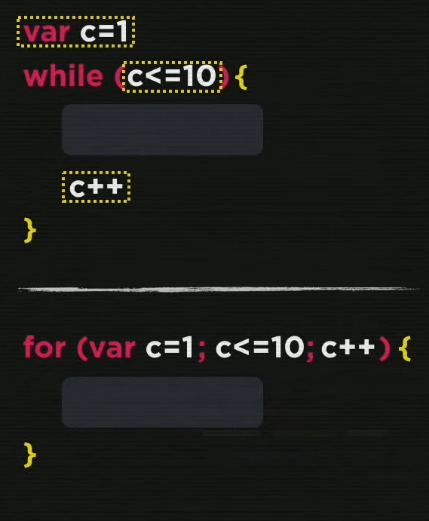 var c=1
while (c<=10){
c++
}
for (var c=1; c<=10; c++) {
}